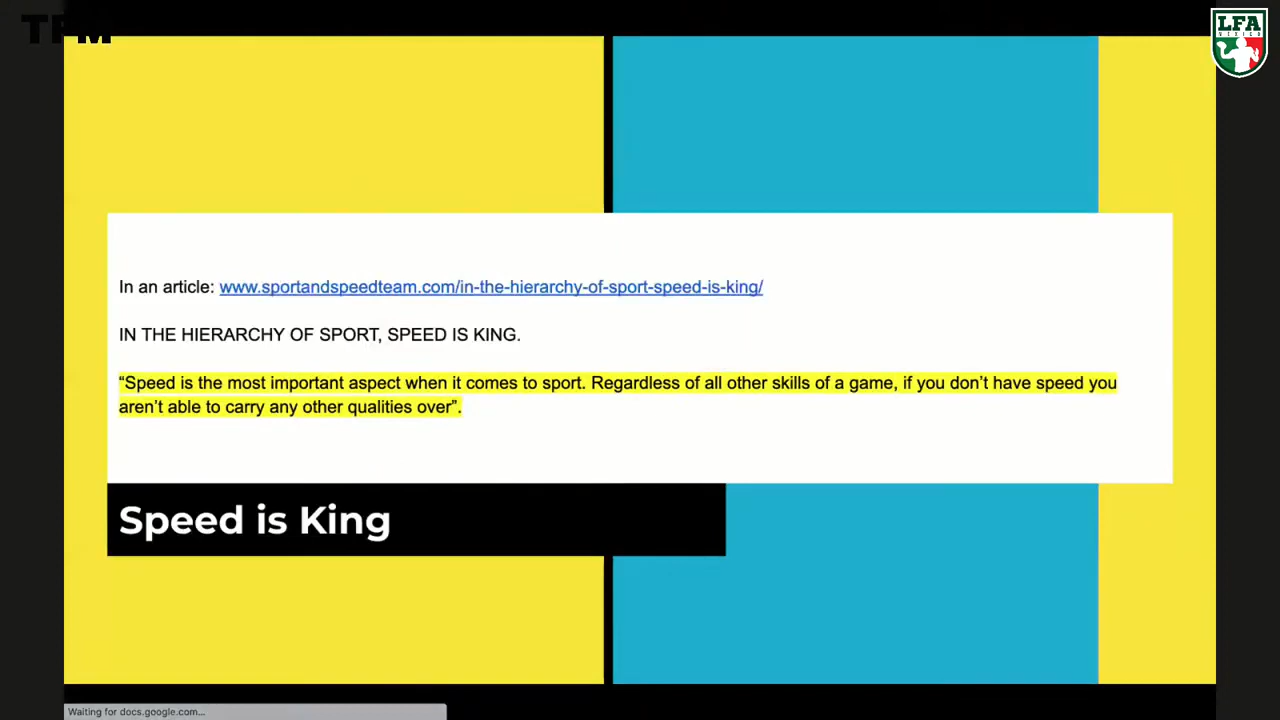 TFM
LFA
MEXICO
In an article: www.sportandspeedteam.com/in-the-hierarchy-of-sport-speed-is-king/
IN THE HIERARCHY OF SPORT, SPEED IS KING.
“Speed is the most important aspect when it comes to sport. Regardless of all other skills of a game, if you don’t have speed you
aren’t able to carry any other qualities over”.
Speed is King
Waiting for docs.google.com...